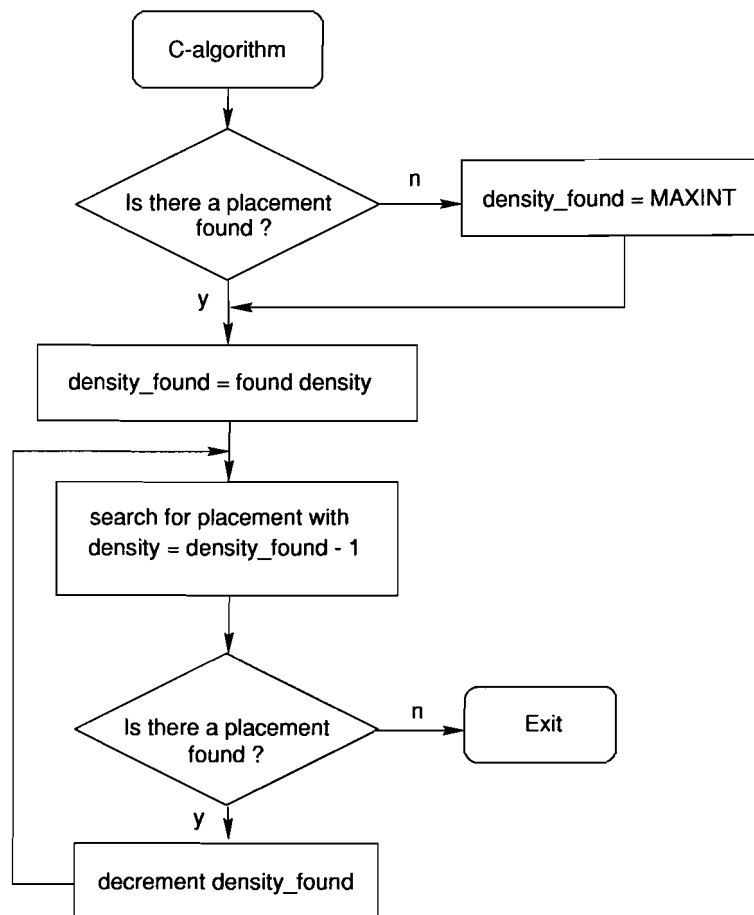 C-algorithm
Is there a placement
found ?
n
density_found = MAXINT
y
density_found = found density
search for placement with
density = density_found - 1
Is there a placement
found ?
n
Exit
y
decrement density_found